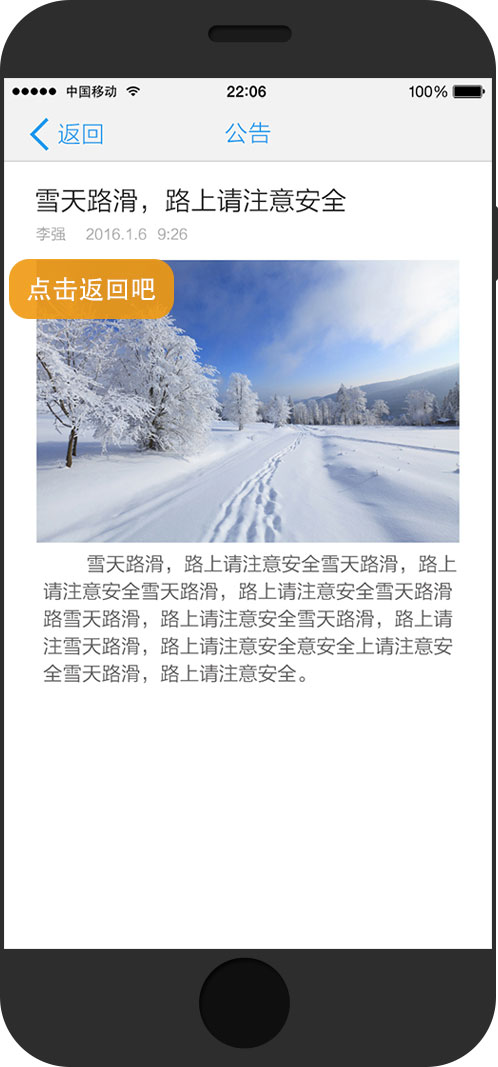 中国移动 22:06 100%
返回 公告
雪天路滑，路上请注意安全
李强 2016.1.6 9:26
点击返回吧
雪天路滑，路上请注意安全雪天路滑，路上
请注意安全雪天路滑，路上请注意安全雪天路滑
路雪天路滑，路上请注意安全雪天路滑，路上请
注雪天路滑，路上请注意安全意安全上请注意安
全雪天路滑，路上请注意安全。